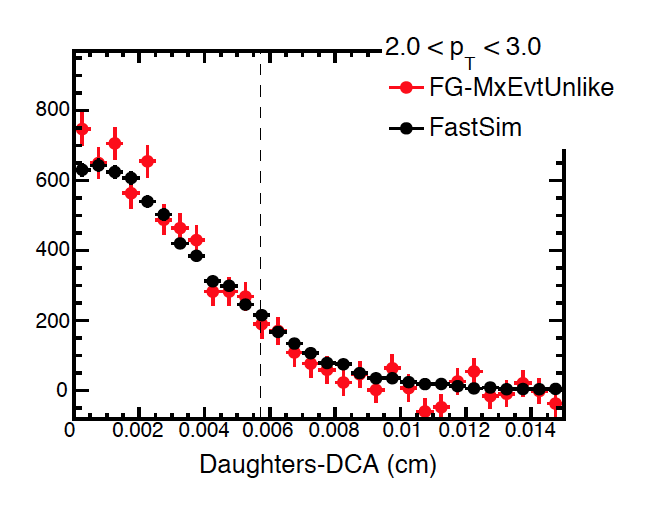 2.0 < p_T < 3.0
FG-MxEvtUnlike
FastSim
800
600
400
200
0
0 0.002 0.004 0.006 0.008 0.01 0.012 0.014
Daughters-DCA (cm)